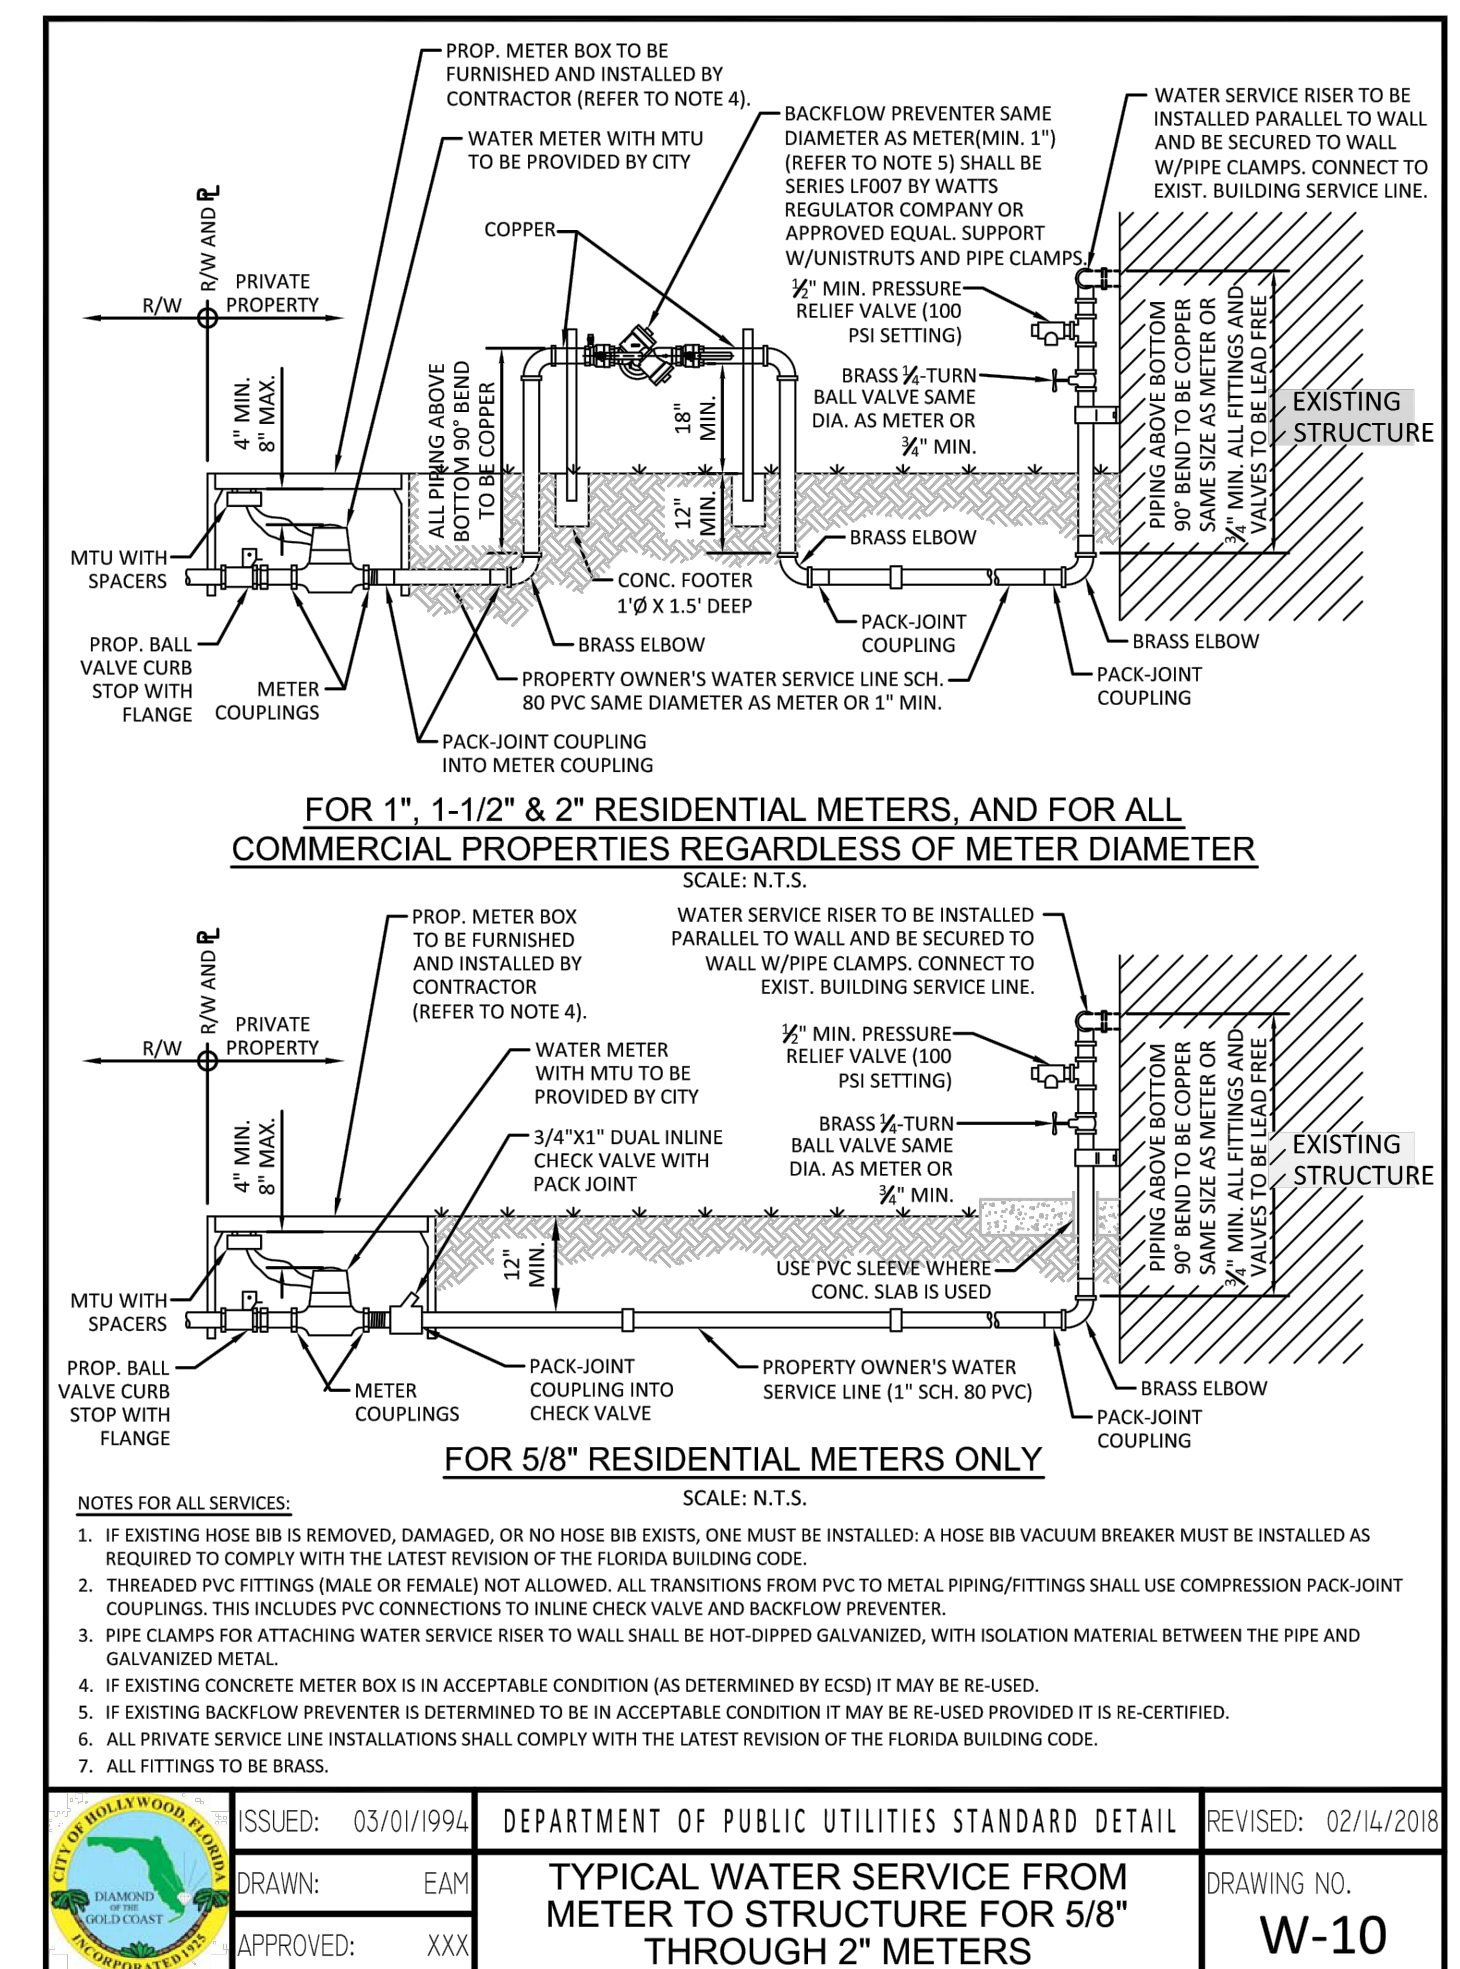 PROP. METER BOX TO BE
FURNISHED AND INSTALLED BY
CONTRACTOR (REFER TO NOTE 4).
WATER METER WITH MTU
TO BE PROVIDED BY CITY
BACKFLOW PREVENTER SAME
DIAMETER AS METER(MIN. 1")
(REFER TO NOTE 5) SHALL BE
SERIES LF007 BY WATTS
REGULATOR COMPANY OR
APPROVED EQUAL. SUPPORT
W/UNISTRUTS AND PIPE CLAMPS.
WATER SERVICE RISER TO BE
INSTALLED PARALLEL TO WALL
AND BE SECURED TO WALL
W/PIPE CLAMPS. CONNECT TO
EXIST. BUILDING SERVICE LINE.
COPPER
R/W AND PL
R/W
PRIVATE
PROPERTY
½" MIN. PRESSURE
RELIEF VALVE (100
PSI SETTING)
BRASS ¼-TURN
BALL VALVE SAME
DIA. AS METER OR
¾" MIN.
4" MIN.
8" MAX.
ALL PIPING ABOVE
BOTTOM 90° BEND
TO BE COPPER
18"
MIN.
12"
MIN.
PIPING ABOVE BOTTOM
90° BEND TO BE COPPER
SAME SIZE AS METER OR
¾" MIN. ALL FITTINGS AND
VALVES TO BE LEAD FREE
EXISTING
STRUCTURE
MTU WITH
SPACERS
PROP. BALL
VALVE CURB
STOP WITH
FLANGE
METER
COUPLINGS
CONC. FOOTER
1'Ø X 1.5' DEEP
BRASS ELBOW
BRASS ELBOW
PACK-JOINT
COUPLING
BRASS ELBOW
PACK-JOINT
COUPLING
PROPERTY OWNER'S WATER SERVICE LINE SCH.
80 PVC SAME DIAMETER AS METER OR 1" MIN.
PACK-JOINT COUPLING
INTO METER COUPLING
FOR 1", 1-1/2" & 2" RESIDENTIAL METERS, AND FOR ALL
COMMERCIAL PROPERTIES REGARDLESS OF METER DIAMETER
SCALE: N.T.S.
PROP. METER BOX
TO BE FURNISHED
AND INSTALLED BY
CONTRACTOR
(REFER TO NOTE 4).
WATER SERVICE RISER TO BE INSTALLED
PARALLEL TO WALL AND BE SECURED TO
WALL W/PIPE CLAMPS. CONNECT TO
EXIST. BUILDING SERVICE LINE.
R/W AND PL
R/W
PRIVATE
PROPERTY
WATER METER
WITH MTU TO BE
PROVIDED BY CITY
½" MIN. PRESSURE
RELIEF VALVE (100
PSI SETTING)
3/4"X1" DUAL INLINE
CHECK VALVE WITH
PACK JOINT
BRASS ¼-TURN
BALL VALVE SAME
DIA. AS METER OR
¾" MIN.
4" MIN.
8" MAX.
12"
MIN.
USE PVC SLEEVE WHERE
CONC. SLAB IS USED
PIPING ABOVE BOTTOM
90° BEND TO BE COPPER
SAME SIZE AS METER OR
¾" MIN. ALL FITTINGS AND
VALVES TO BE LEAD FREE
EXISTING
STRUCTURE
MTU WITH
SPACERS
PROP. BALL
VALVE CURB
STOP WITH
FLANGE
METER
COUPLINGS
PACK-JOINT
COUPLING INTO
CHECK VALVE
PROPERTY OWNER'S WATER
SERVICE LINE (1" SCH. 80 PVC)
BRASS ELBOW
PACK-JOINT
COUPLING
FOR 5/8" RESIDENTIAL METERS ONLY
SCALE: N.T.S.
NOTES FOR ALL SERVICES:
1. IF EXISTING HOSE BIB IS REMOVED, DAMAGED, OR NO HOSE BIB EXISTS, ONE MUST BE INSTALLED: A HOSE BIB VACUUM BREAKER MUST BE INSTALLED AS
REQUIRED TO COMPLY WITH THE LATEST REVISION OF THE FLORIDA BUILDING CODE.
2. THREADED PVC FITTINGS (MALE OR FEMALE) NOT ALLOWED. ALL TRANSITIONS FROM PVC TO METAL PIPING/FITTINGS SHALL USE COMPRESSION PACK-JOINT
COUPLINGS. THIS INCLUDES PVC CONNECTIONS TO INLINE CHECK VALVE AND BACKFLOW PREVENTER.
3. PIPE CLAMPS FOR ATTACHING WATER SERVICE RISER TO WALL SHALL BE HOT-DIPPED GALVANIZED, WITH ISOLATION MATERIAL BETWEEN THE PIPE AND
GALVANIZED METAL.
4. IF EXISTING CONCRETE METER BOX IS IN ACCEPTABLE CONDITION (AS DETERMINED BY ECSD) IT MAY BE RE-USED.
5. IF EXISTING BACKFLOW PREVENTER IS DETERMINED TO BE IN ACCEPTABLE CONDITION IT MAY BE RE-USED PROVIDED IT IS RE-CERTIFIED.
6. ALL PRIVATE SERVICE LINE INSTALLATIONS SHALL COMPLY WITH THE LATEST REVISION OF THE FLORIDA BUILDING CODE.
7. ALL FITTINGS TO BE BRASS.
CITY OF HOLLYWOOD, FLORIDA
DIAMOND
OF THE
GOLD COAST
INCORPORATED 1925
ISSUED: 03/01/1994
DRAWN: EAM
APPROVED: XXX
DEPARTMENT OF PUBLIC UTILITIES STANDARD DETAIL
TYPICAL WATER SERVICE FROM
METER TO STRUCTURE FOR 5/8"
THROUGH 2" METERS
REVISED: 02/14/2018
DRAWING NO.
W-10